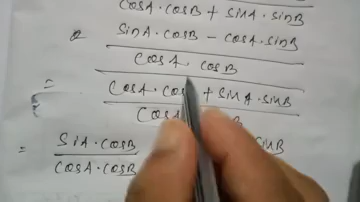 cosA · cosB + sinA · sinB
sinA · cosB - cosA · sinB
cosA · cosB
= cosA · cos + sinA · sinB
cosA B
= SinA · cosB sinB
cosA · cosB